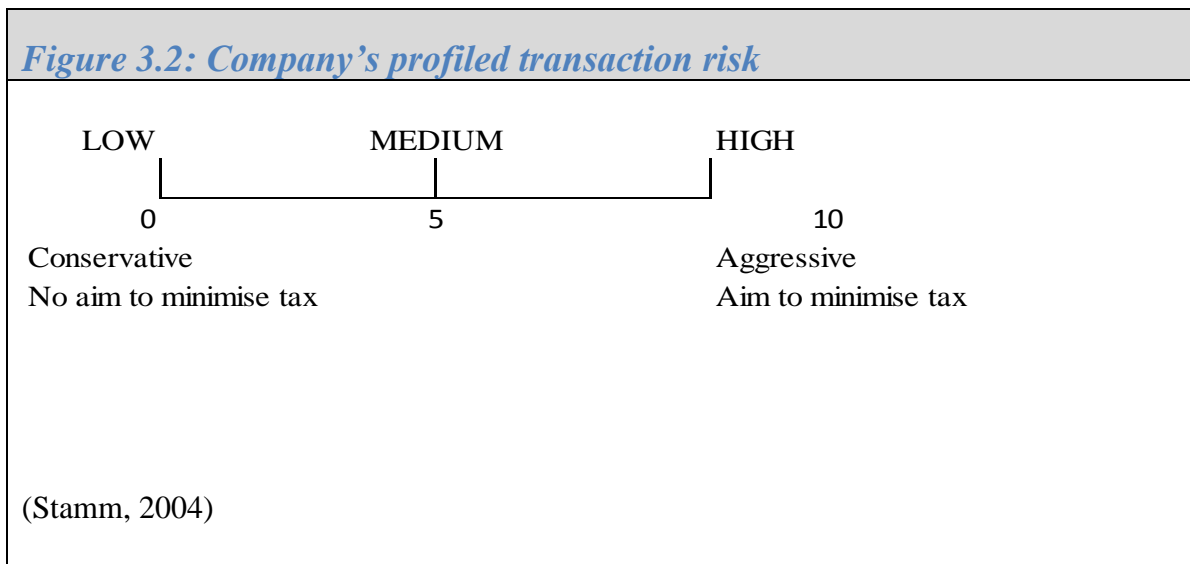 Figure 3.2: Company’s profiled transaction risk
LOW MEDIUM HIGH
0 5 10
Conservative Aggressive
No aim to minimise tax Aim to minimise tax
(Stamm, 2004)